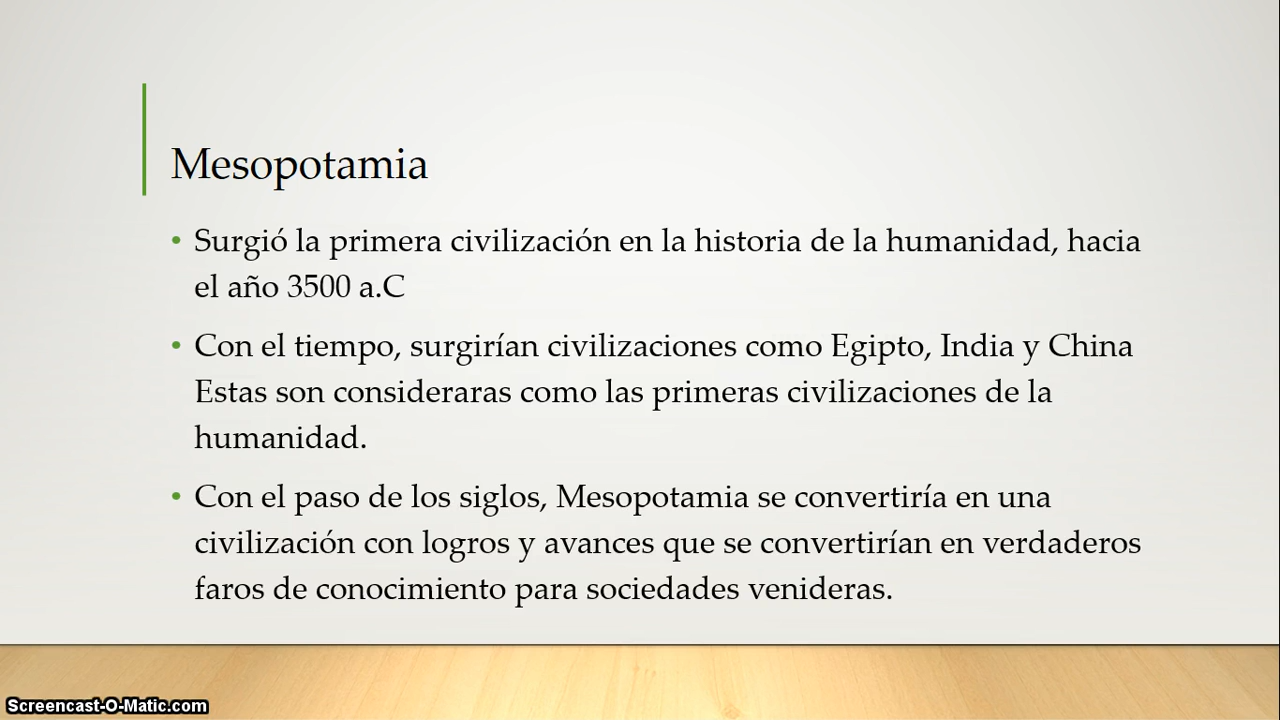 Mesopotamia
• Surgió la primera civilización en la historia de la humanidad, hacia
el año 3500 a.C
• Con el tiempo, surgirían civilizaciones como Egipto, India y China
Estas son consideraras como las primeras civilizaciones de la
humanidad.
• Con el paso de los siglos, Mesopotamia se convertiría en una
civilización con logros y avances que se convertirían en verdaderos
faros de conocimiento para sociedades venideras.
Screencast-O-Matic.com